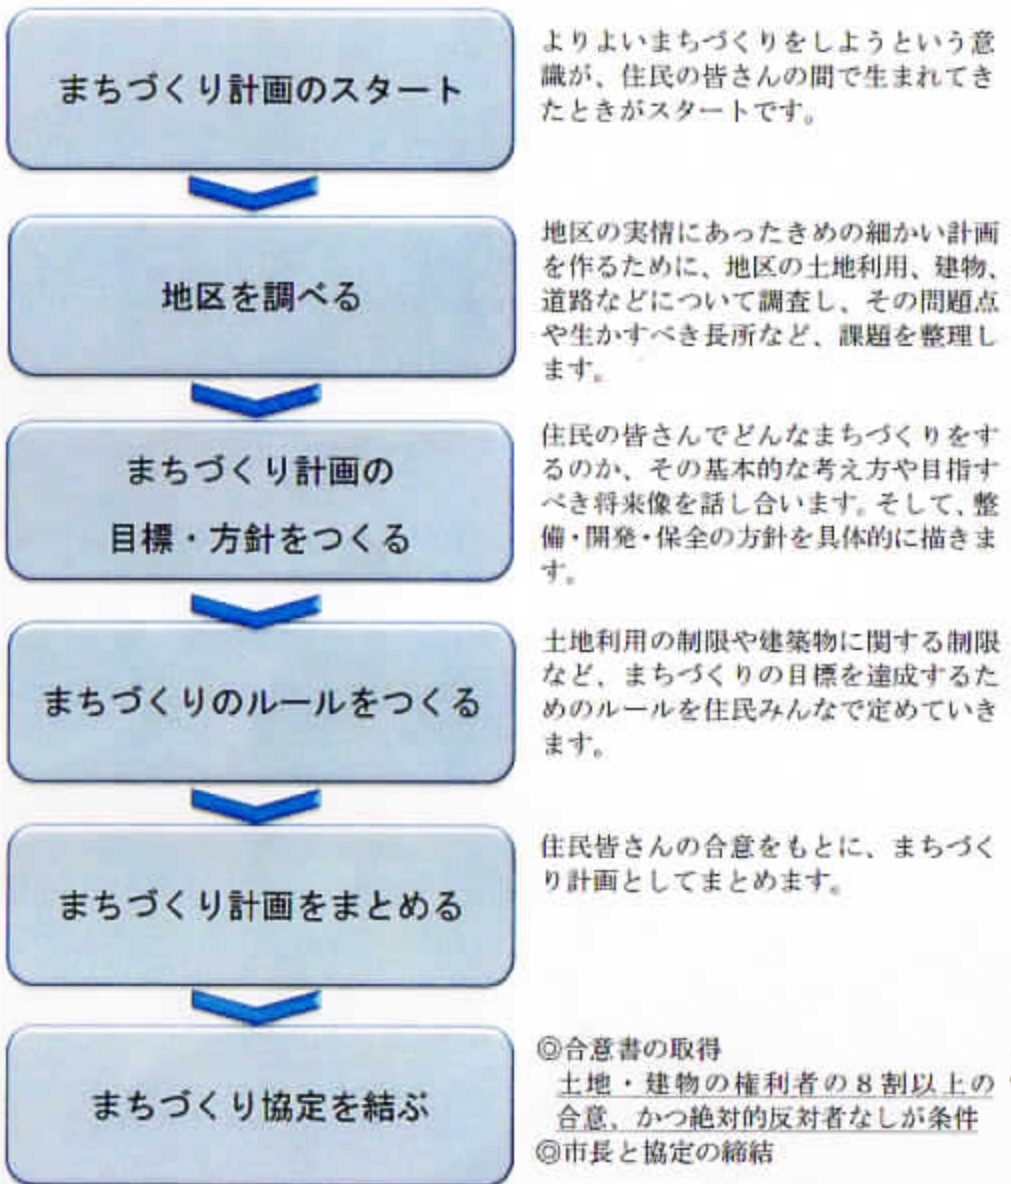 まちづくり計画のスタート
よりよいまちづくりをしようという意
識が、住民の皆さんの間で生まれてき
たときがスタートです。
地区を調べる
地区の実情にあったきめの細かい計画
を作るために、地区の土地利用、建物、
道路などについて調査し、その問題点
や生かすべき長所など、課題を整理し
ます。
まちづくり計画の
目標・方針をつくる
住民の皆さんでどんなまちづくりをす
るのか、その基本的な考え方や目指す
べき将来像を話し合います。そして、整
備・開発・保全の方針を具体的に描きま
す。
まちづくりのルールをつくる
土地利用の制限や建築物に関する制限
など、まちづくりの目標を達成するた
めのルールを住民みんなで定めていき
ます。
まちづくり計画をまとめる
住民皆さんの合意をもとに、まちづく
り計画としてまとめます。
まちづくり協定を結ぶ
◎合意書の取得
土地・建物の権利者の8割以上の
合意、かつ絶対的反対者なしが条件
◎市長と協定の締結